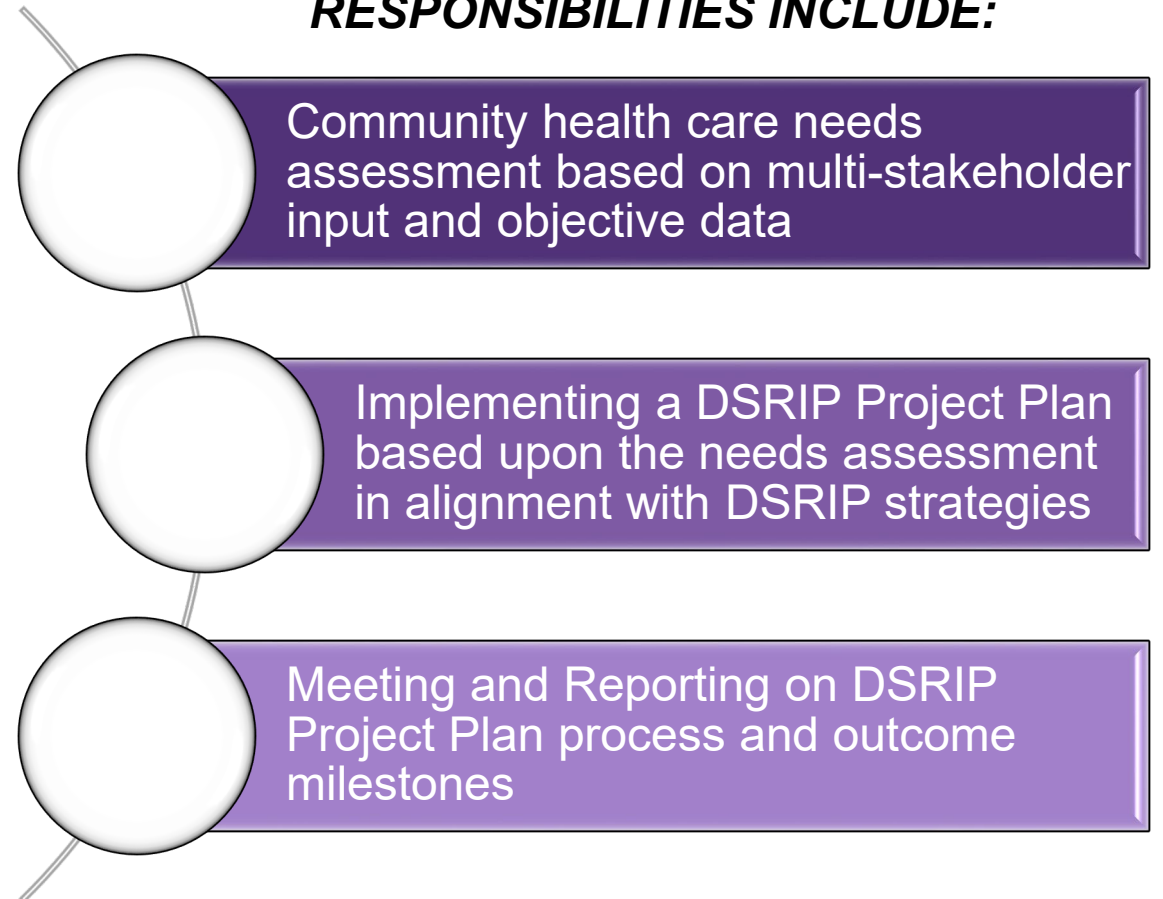 RESPONSIBILITIES INCLUDE:
Community health care needs
assessment based on multi-stakeholder
input and objective data
Implementing a DSRIP Project Plan
based upon the needs assessment
in alignment with DSRIP strategies
Meeting and Reporting on DSRIP
Project Plan process and outcome
milestones